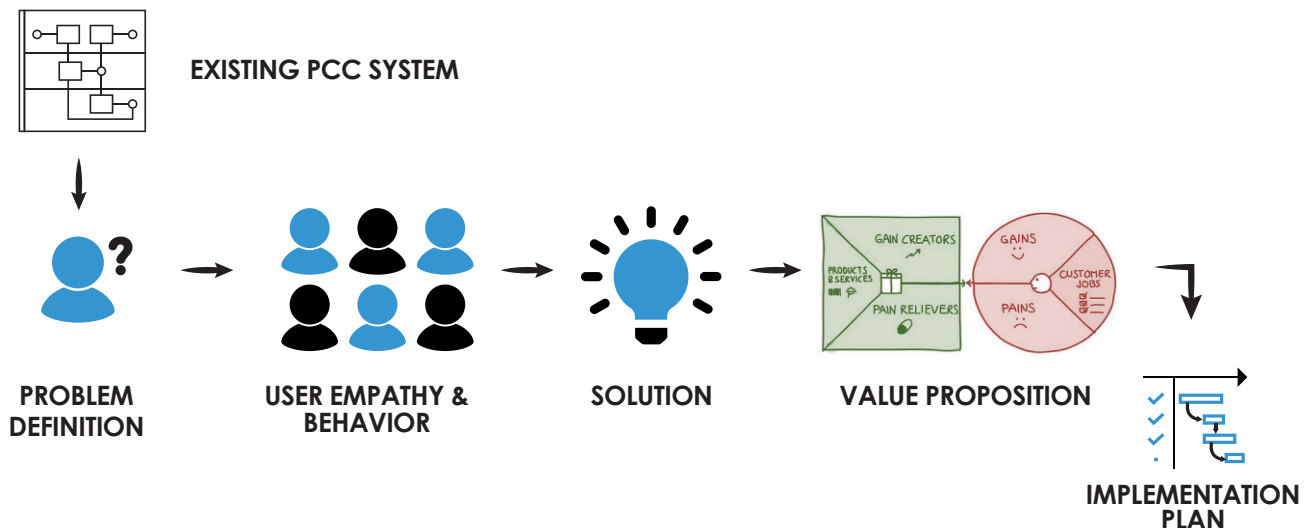 EXISTING PCC SYSTEM
?
PROBLEM
DEFINITION
USER EMPATHY &
BEHAVIOR
SOLUTION
GAIN CREATORS
PRODUCTS
& SERVICES
PAIN RELIEVERS
GAINS
CUSTOMER
JOBS
PAINS
VALUE PROPOSITION
IMPLEMENTATION
PLAN